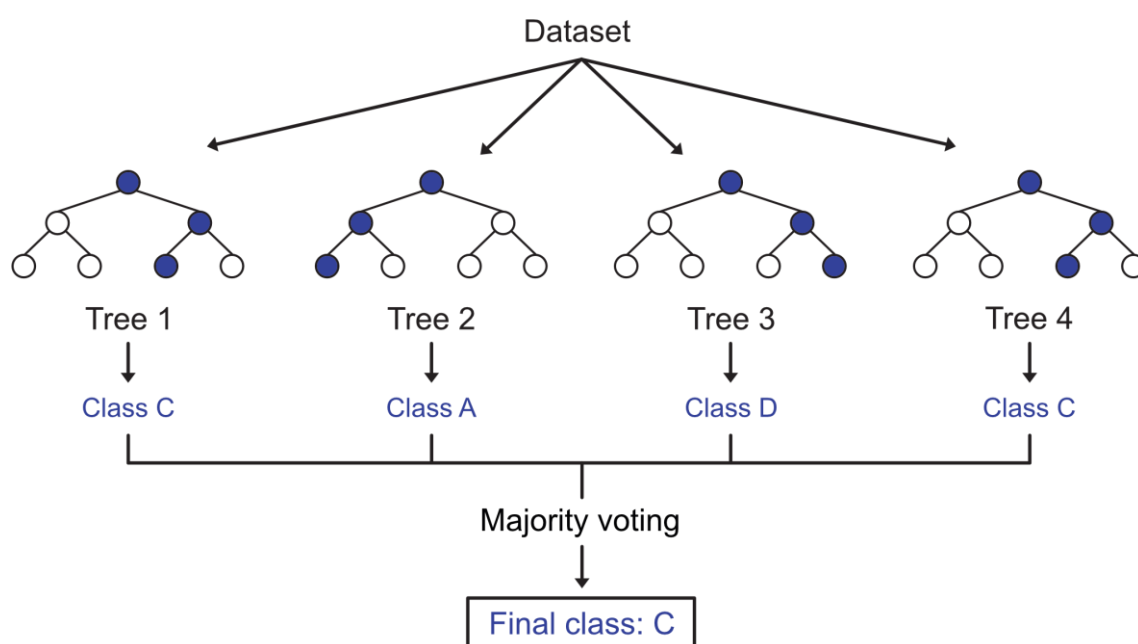 Dataset
Tree 1
Tree 2
Tree 3
Tree 4
Class C
Class A
Class D
Class C
Majority voting
Final class: C